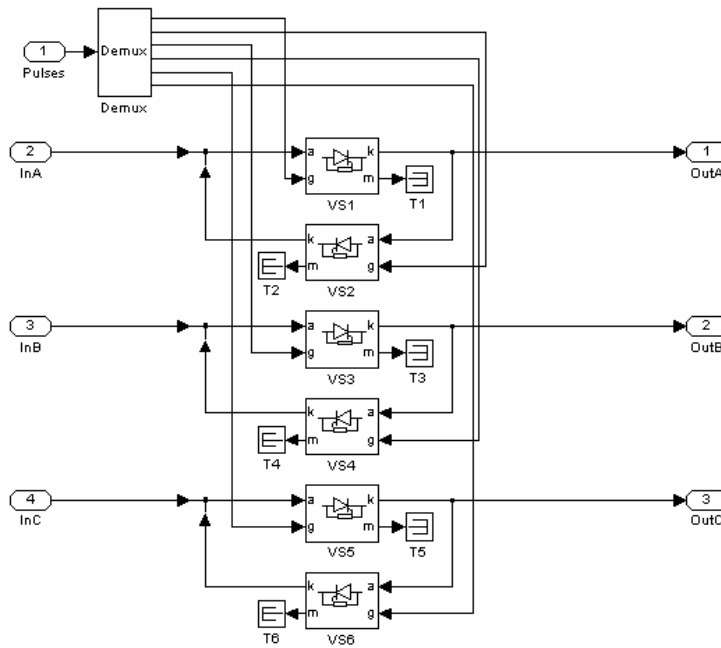 1
Pulses
Demux
Demux
2
InA
a
k
g
m
VS1
T1
1
OutA
k
a
m
g
VS2
T2
3
InB
a
k
g
m
VS3
T3
2
OutB
k
a
m
g
VS4
T4
4
InC
a
k
g
m
VS5
T5
3
OutC
k
a
m
g
VS6
T6